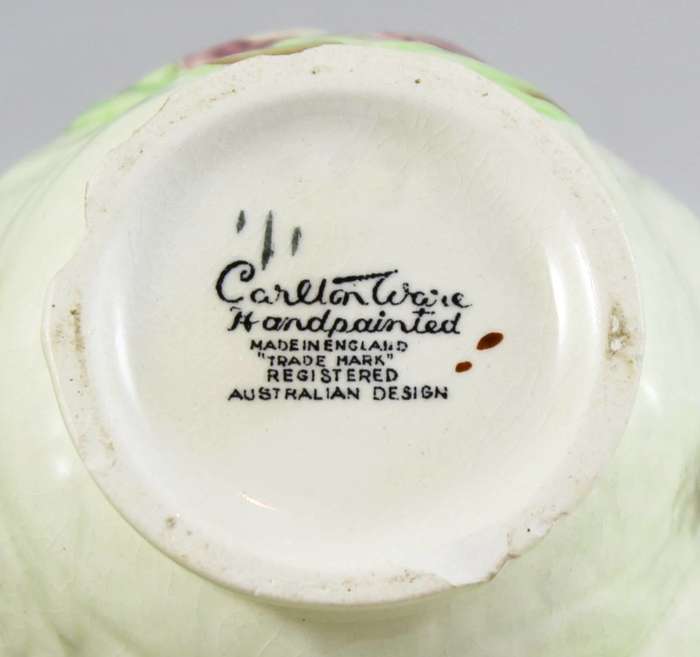 Carlton Ware
Handpainted
MADE IN ENGLAND
"TRADE MARK"
REGISTERED
AUSTRALIAN DESIGN